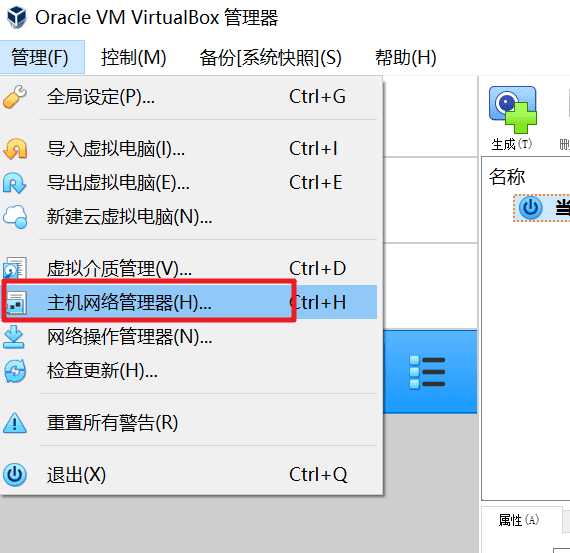 Oracle VM VirtualBox 管理器
管理(F) 控制(M) 备份[系统快照](S) 帮助(H)
全局设定(P)... Ctrl+G
导入虚拟电脑(I)... Ctrl+I
导出虚拟电脑(E)... Ctrl+E
新建云虚拟电脑(N)...
虚拟介质管理(V)... Ctrl+D
主机网络管理器(H)... Ctrl+H
网络操作管理器(N)...
检查更新(H)...
重置所有警告(R)
退出(X) Ctrl+Q
生成(T)
名称
当
属性(A)